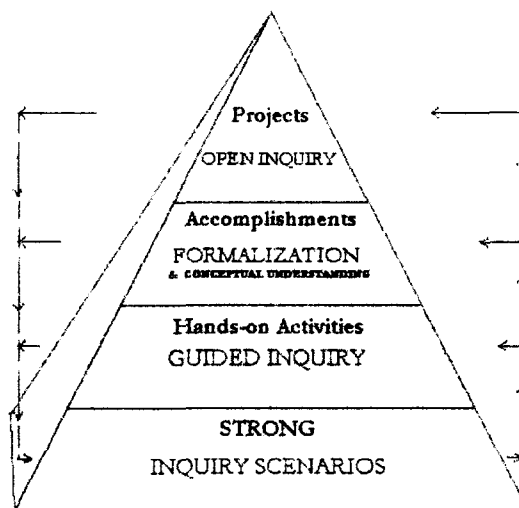 Projects
OPEN INQUIRY
Accomplishments
FORMALIZATION
& CONCEPTUAL UNDERSTANDING
Hands-on Activities
GUIDED INQUIRY
STRONG
INQUIRY SCENARIOS